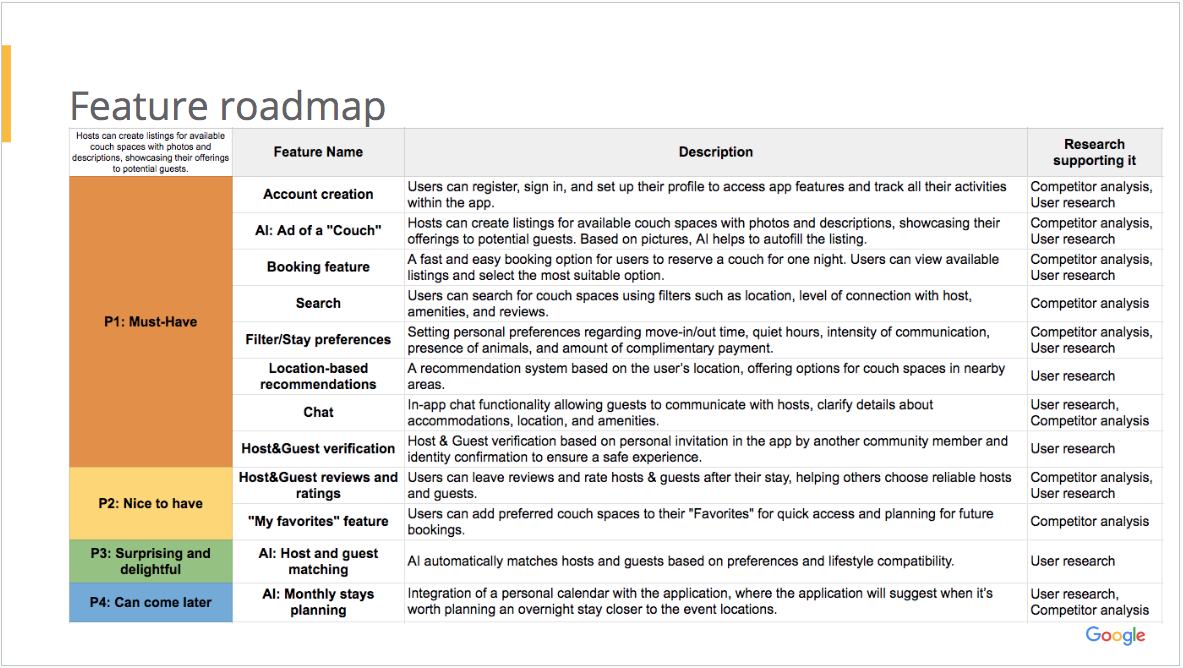 Feature roadmap
Hosts can create listings for available
couch spaces with photos and
descriptions, showcasing their offerings
to potential guests.
Feature Name
Description
Research
supporting it
P1: Must-Have
Account creation
Users can register, sign in, and set up their profile to access app features and track all their activities
within the app.
Competitor analysis,
User research
AI: Ad of a "Couch"
Hosts can create listings for available couch spaces with photos and descriptions, showcasing their
offerings to potential guests. Based on pictures, AI helps to autofill the listing.
Competitor analysis,
User research
Booking feature
A fast and easy booking option for users to reserve a couch for one night. Users can view available
listings and select the most suitable option.
Competitor analysis,
User research
Search
Users can search for couch spaces using filters such as location, level of connection with host,
amenities, and reviews.
Competitor analysis
Filter/Stay preferences
Setting personal preferences regarding move-in/out time, quiet hours, intensity of communication,
presence of animals, and amount of complimentary payment.
Competitor analysis,
User research
Location-based
recommendations
A recommendation system based on the user's location, offering options for couch spaces in nearby
areas.
User research
Chat
In-app chat functionality allowing guests to communicate with hosts, clarify details about
accommodations, location, and amenities.
User research,
Competitor analysis
Host&Guest verification
Host & Guest verification based on personal invitation in the app by another community member and
identity confirmation to ensure a safe experience.
User research
P2: Nice to have
Host&Guest reviews and
ratings
Users can leave reviews and rate hosts & guests after their stay, helping others choose reliable hosts
and guests.
Competitor analysis,
User research
"My favorites" feature
Users can add preferred couch spaces to their "Favorites" for quick access and planning for future
bookings.
Competitor analysis
P3: Surprising and
delightful
AI: Host and guest
matching
AI automatically matches hosts and guests based on preferences and lifestyle compatibility.
User research
P4: Can come later
AI: Monthly stays
planning
Integration of a personal calendar with the application, where the application will suggest when it's
worth planning an overnight stay closer to the event locations.
User research,
Competitor analysis
Google